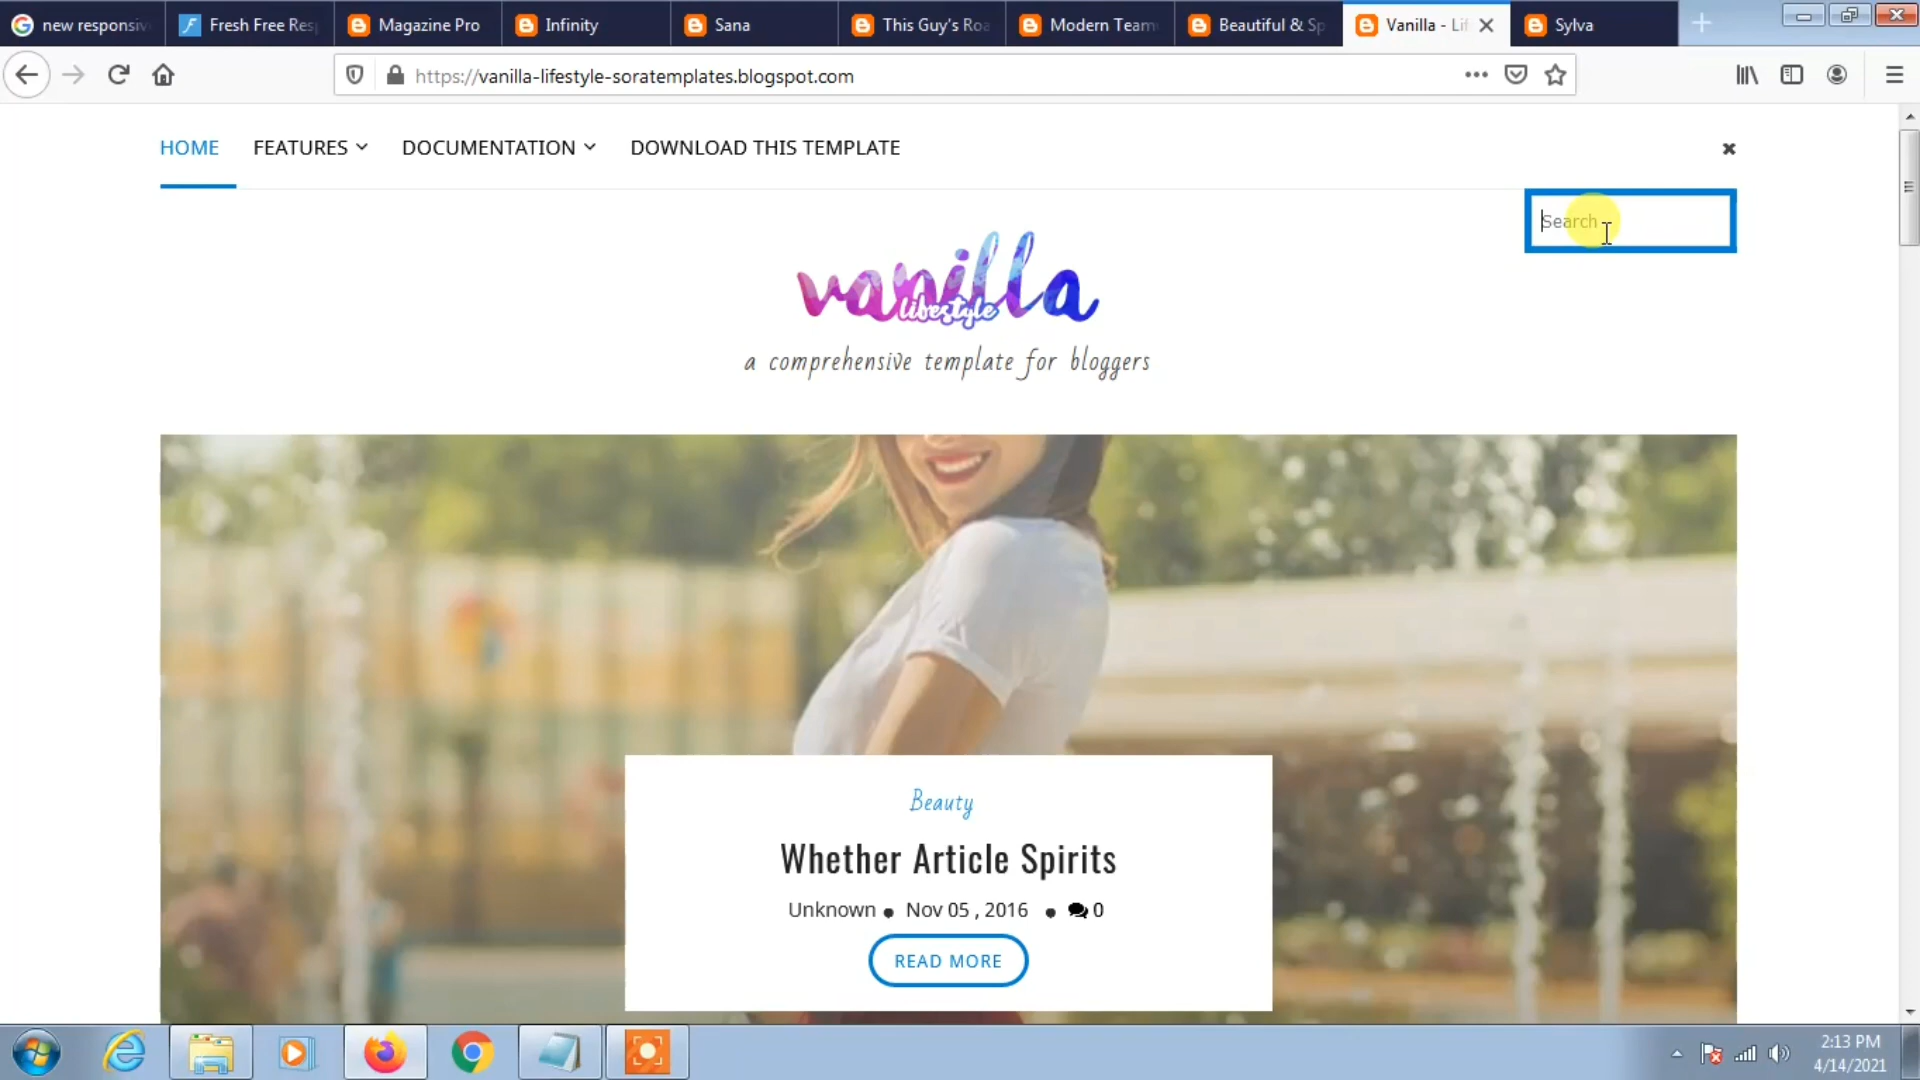 new responsiv
Fresh Free Res
Magazine Pro
Infinity
Sana
This Guy's Roa
Modern Team
Beautiful & Sp
Vanilla - Lif
Sylva
https://vanilla-lifestyle-soratemplates.blogspot.com
HOME FEATURES DOCUMENTATION DOWNLOAD THIS TEMPLATE
Search
vanilla
lifestyle
a comprehensive template for bloggers
Beauty
Whether Article Spirits
Unknown • Nov 05 , 2016 • 0
READ MORE
2:13 PM
4/14/2021